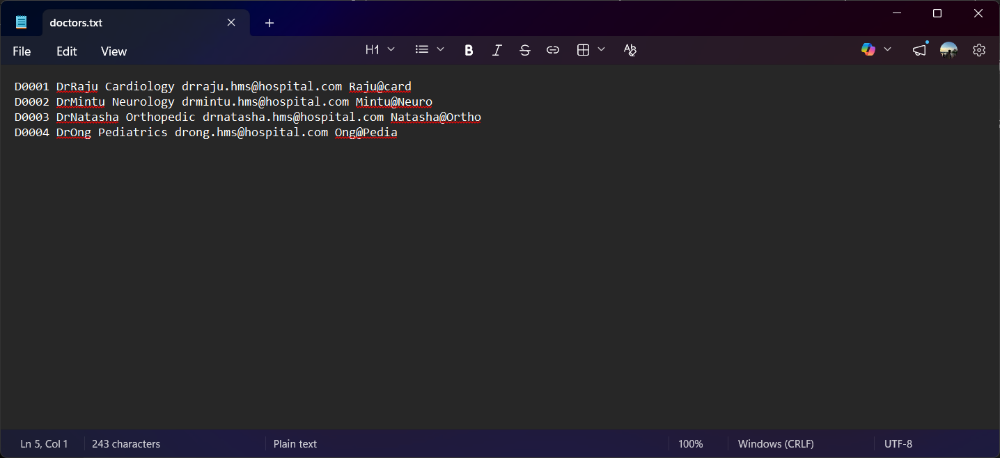 doctors.txt
File Edit View H1 B I S
D0001 DrRaju Cardiology drraju.hms@hospital.com Raju@card
D0002 DrMintu Neurology drmintu.hms@hospital.com Mintu@Neuro
D0003 DrNatasha Orthopedic drnatasha.hms@hospital.com Natasha@Ortho
D0004 DrOng Pediatrics drong.hms@hospital.com Ong@Pedia
Ln 5, Col 1 243 characters Plain text 100% Windows (CRLF) UTF-8